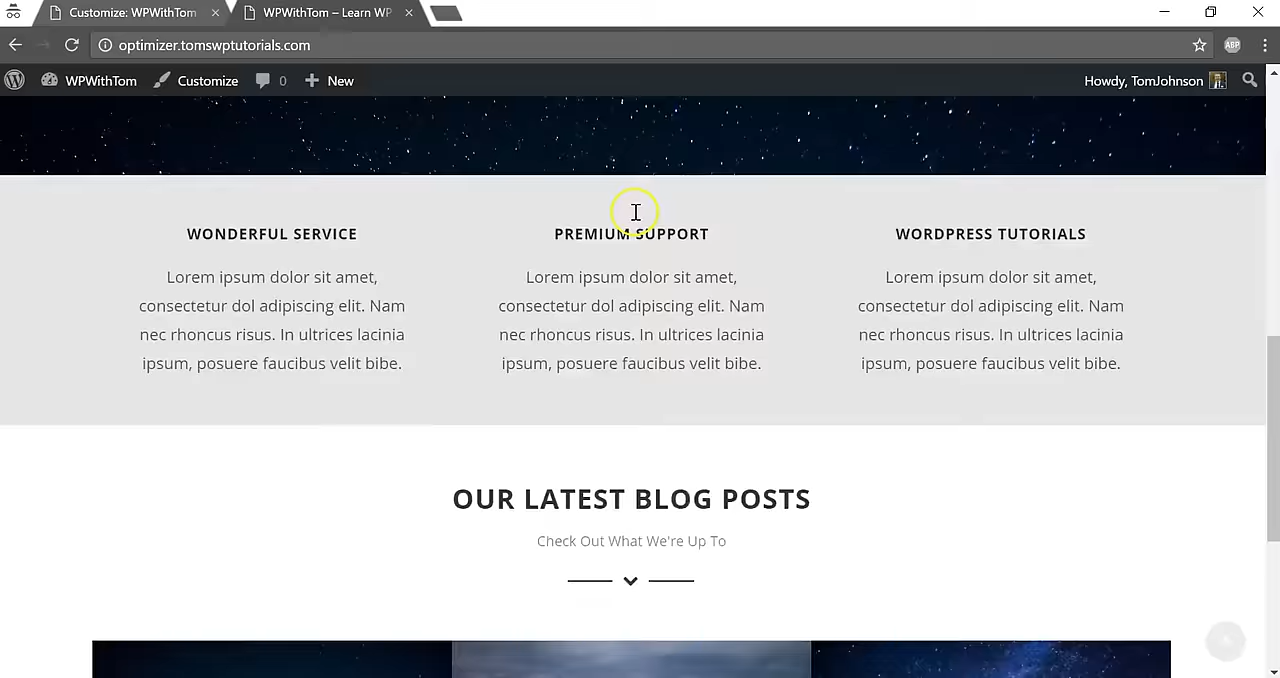 Customize: WPWithTom
WPWithTom – Learn WP
optimizer.tomswptutorials.com
ABP
WPWithTom
Customize
0
New
Howdy, TomJohnson
WONDERFUL SERVICE
Lorem ipsum dolor sit amet,
consectetur dol adipiscing elit. Nam
nec rhoncus risus. In ultrices lacinia
ipsum, posuere faucibus velit bibe.
PREMIUM SUPPORT
Lorem ipsum dolor sit amet,
consectetur dol adipiscing elit. Nam
nec rhoncus risus. In ultrices lacinia
ipsum, posuere faucibus velit bibe.
WORDPRESS TUTORIALS
Lorem ipsum dolor sit amet,
consectetur dol adipiscing elit. Nam
nec rhoncus risus. In ultrices lacinia
ipsum, posuere faucibus velit bibe.
OUR LATEST BLOG POSTS
Check Out What We're Up To